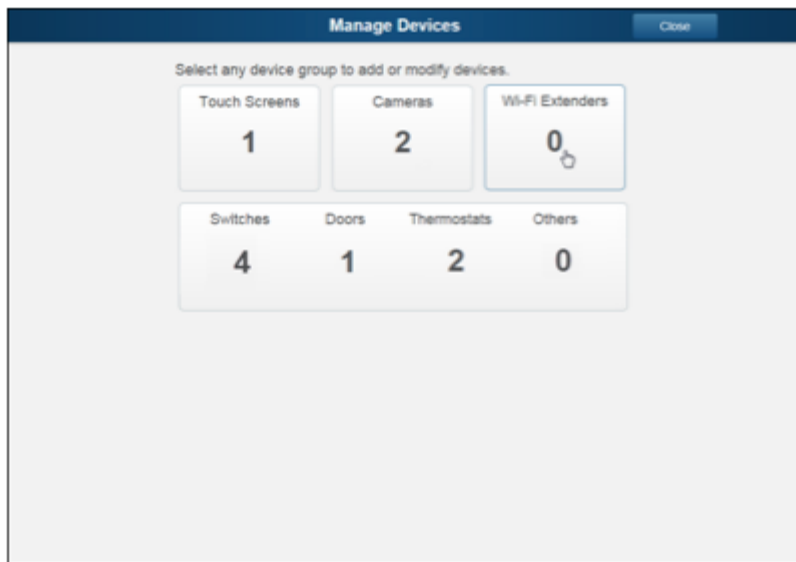 Manage Devices Close
Select any device group to add or modify devices.
Touch Screens Cameras Wi-Fi Extenders
1 2 0
Switches Doors Thermostats Others
4 1 2 0